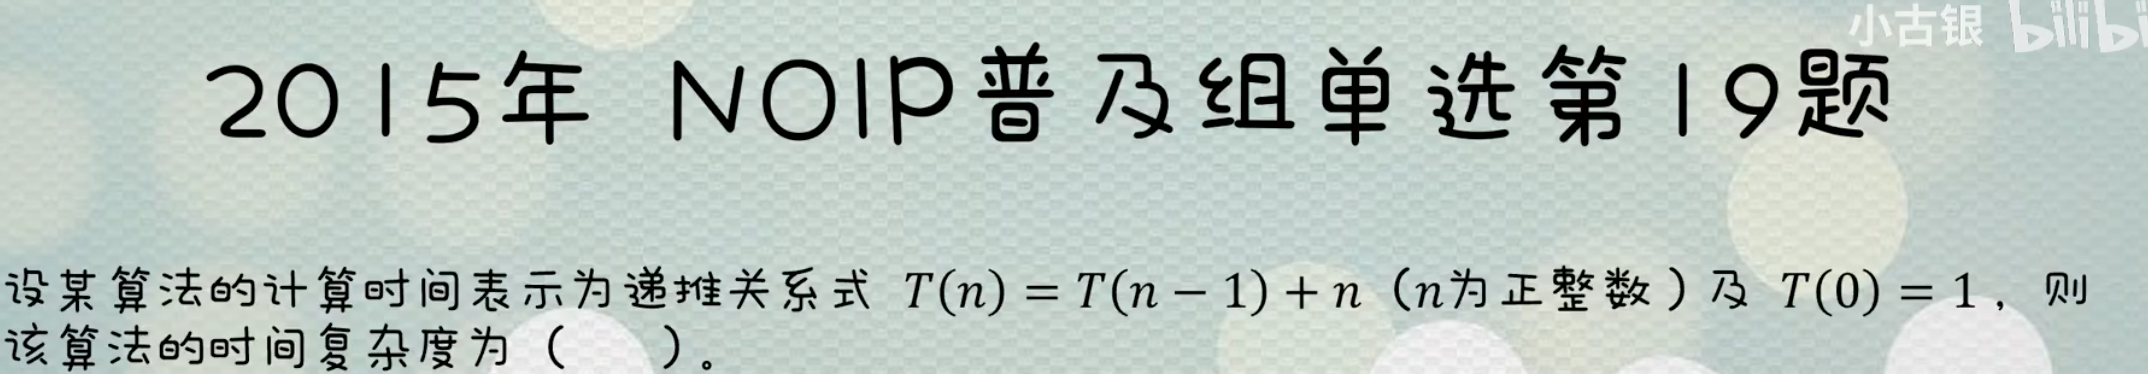 小古银 bilibi
2015年 NOIP普及组单选第19题
设某算法的计算时间表示为递推关系式 T(n) = T(n − 1) + n（n为正整数）及 T(0) = 1，则
该算法的时间复杂度为（    ）。